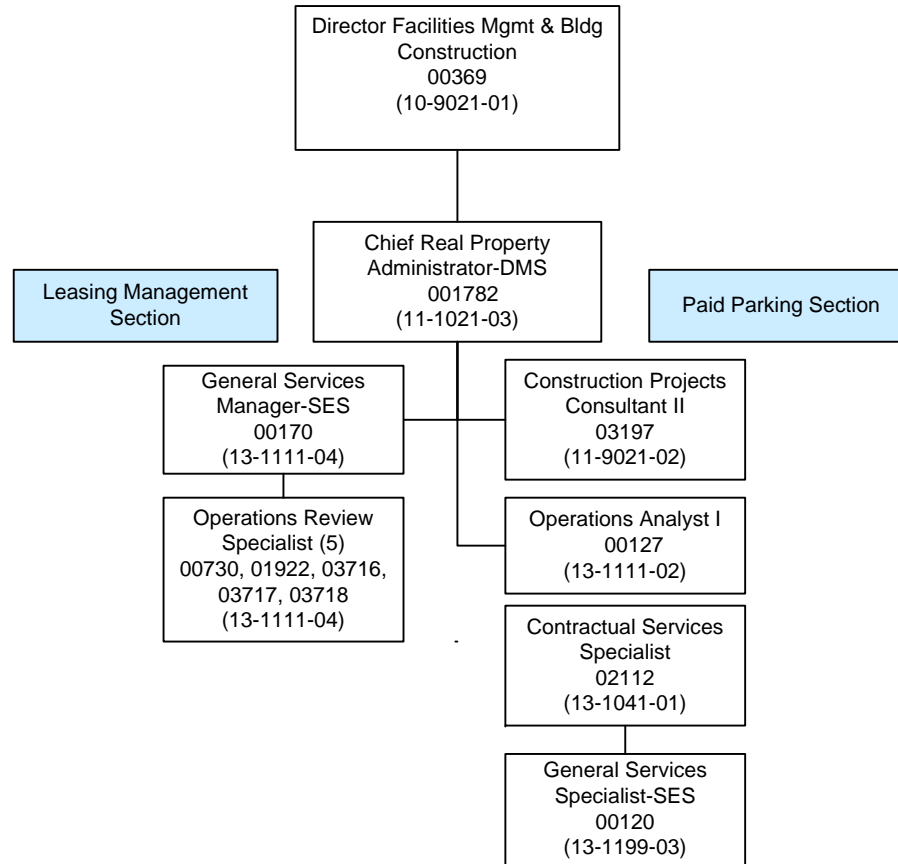 Director Facilities Mgmt & Bldg
Construction
00369
(10-9021-01)
Chief Real Property
Administrator-DMS
001782
(11-1021-03)
Leasing Management
Section
Paid Parking Section
General Services
Manager-SES
00170
(13-1111-04)
Construction Projects
Consultant II
03197
(11-9021-02)
Operations Review
Specialist (5)
00730, 01922, 03716,
03717, 03718
(13-1111-04)
Operations Analyst I
00127
(13-1111-02)
Contractual Services
Specialist
02112
(13-1041-01)
General Services
Specialist-SES
00120
(13-1199-03)